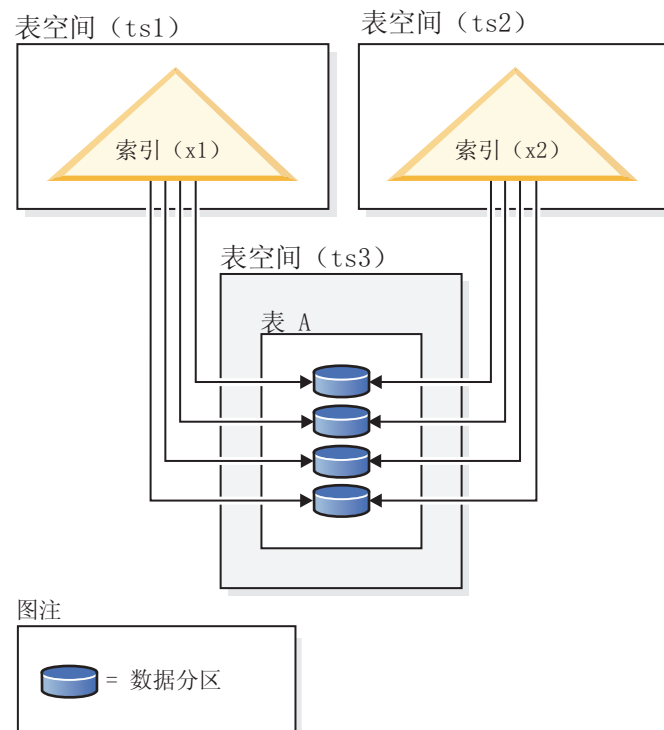 表空间（ts1）
表空间（ts2）
索引（x1）
索引（x2）
表空间（ts3）
表 A
图注
= 数据分区